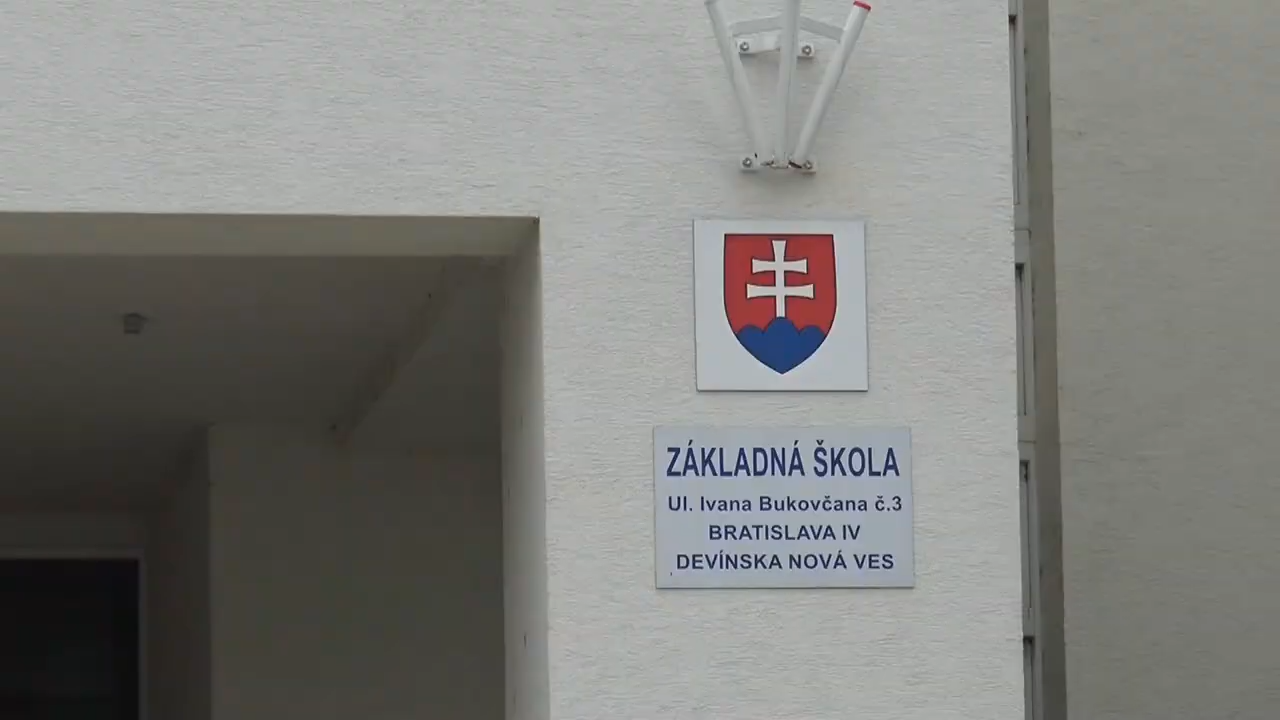 ZÁKLADNÁ ŠKOLA
Ul. Ivana Bukovčana č.3
BRATISLAVA IV
DEVÍNSKA NOVÁ VES